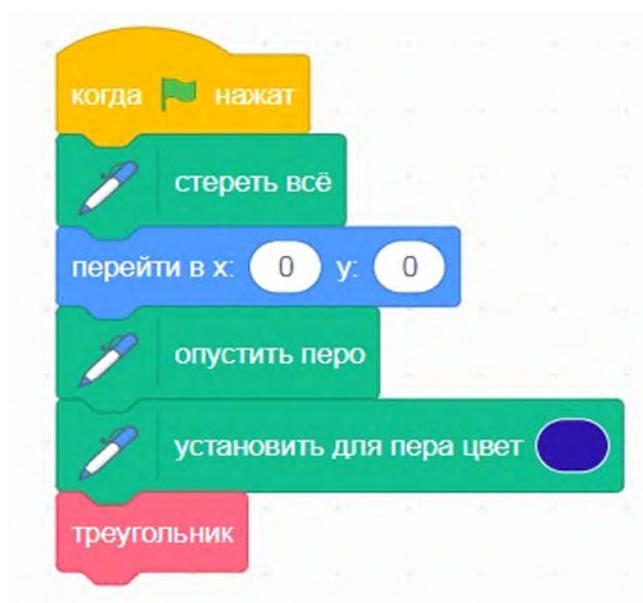 когда нажат
стереть всё
перейти в x: 0 y: 0
опустить перо
установить для пера цвет
треугольник